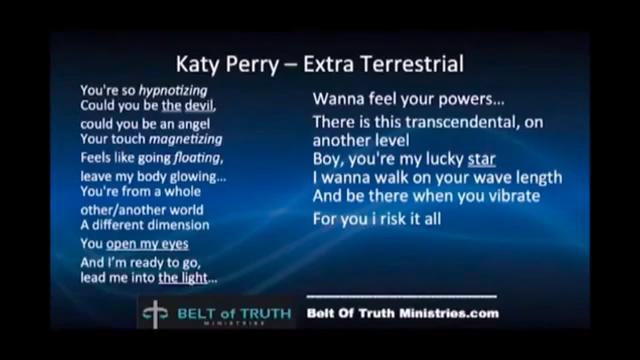 Katy Perry – Extra Terrestrial
You're so hypnotizing
Could you be the devil,
could you be an angel
Your touch magnetizing
Feels like going floating,
leave my body glowing...
You're from a whole
other/another world
A different dimension
You open my eyes
And I'm ready to go,
lead me into the light...
Wanna feel your powers...
There is this transcendental, on
another level
Boy, you're my lucky star
I wanna walk on your wave length
And be there when you vibrate
For you i risk it all
BELT of TRUTH
MINISTRIES
Belt Of Truth Ministries.com